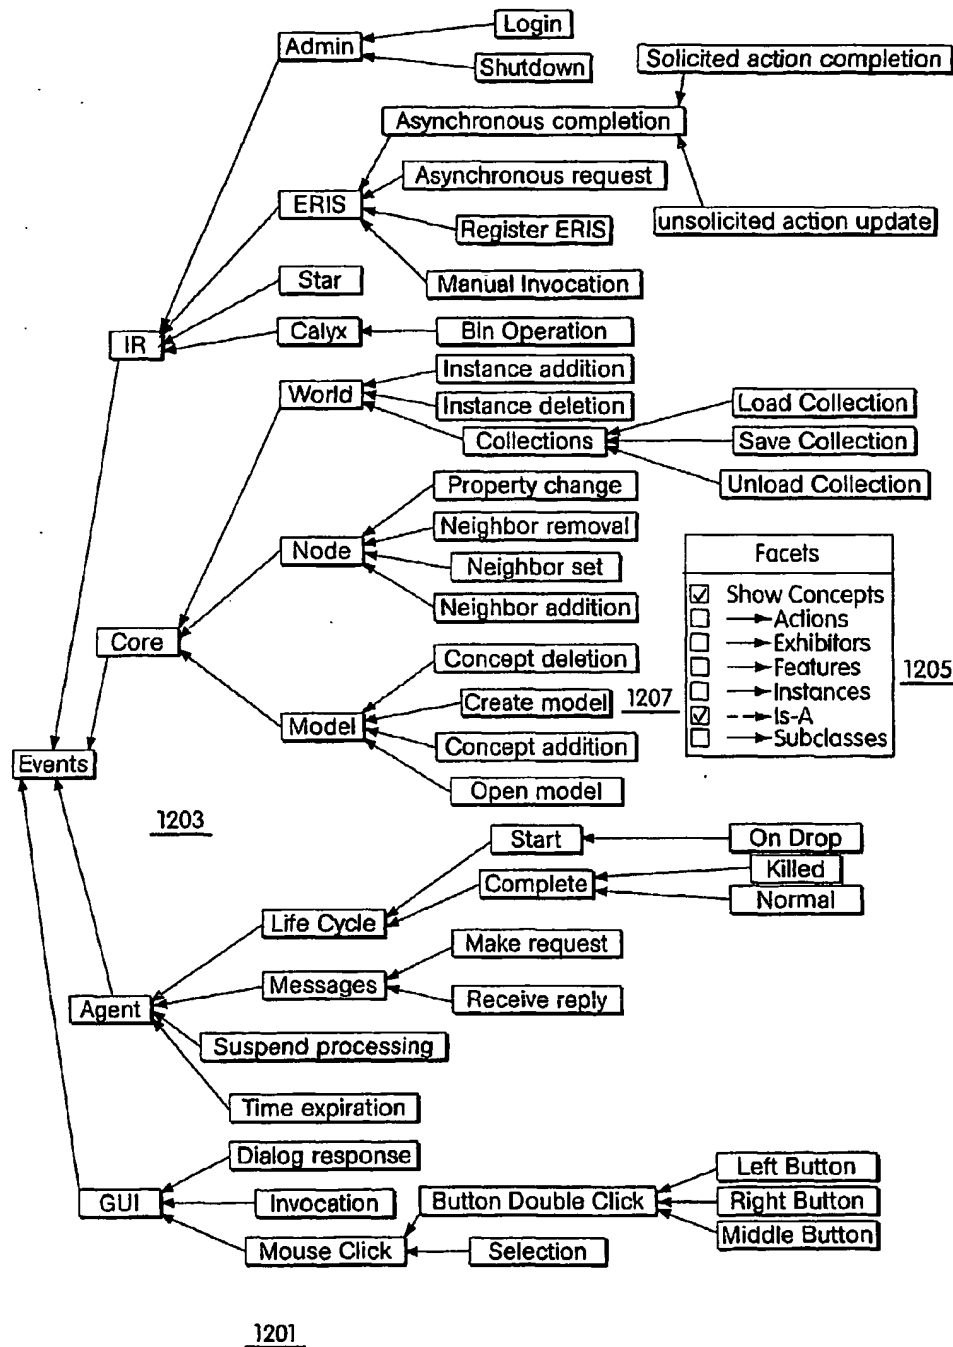 Login
Admin
Shutdown
Solicited action completion
Asynchronous completion
Asynchronous request
ERIS
unsolicited action update
Register ERIS
Star
Manual Invocation
IR
Calyx
Bin Operation
Instance addition
World
Instance deletion
Load Collection
Collections
Save Collection
Unload Collection
Property change
Neighbor removal
Node
Neighbor set
Neighbor addition
Facets
Show Concepts
Actions
Exhibitors
Features
Instances
Is-A
Subclasses
1205
Core
Concept deletion
Create model
1207
Model
Concept addition
Open model
Events
1203
Start
On Drop
Killed
Complete
Normal
Life Cycle
Make request
Messages
Receive reply
Agent
Suspend processing
Time expiration
Dialog response
Left Button
GUI
Invocation
Button Double Click
Right Button
Middle Button
Mouse Click
Selection
1201